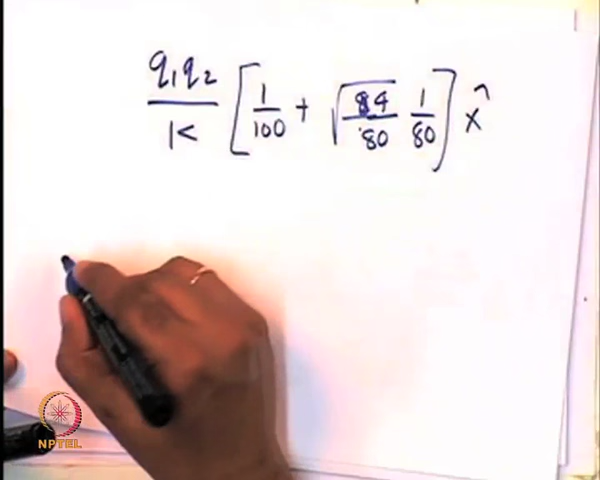 q₁q₂/K [1/100 + √(84/80) 1/80] x̂
NPTEL